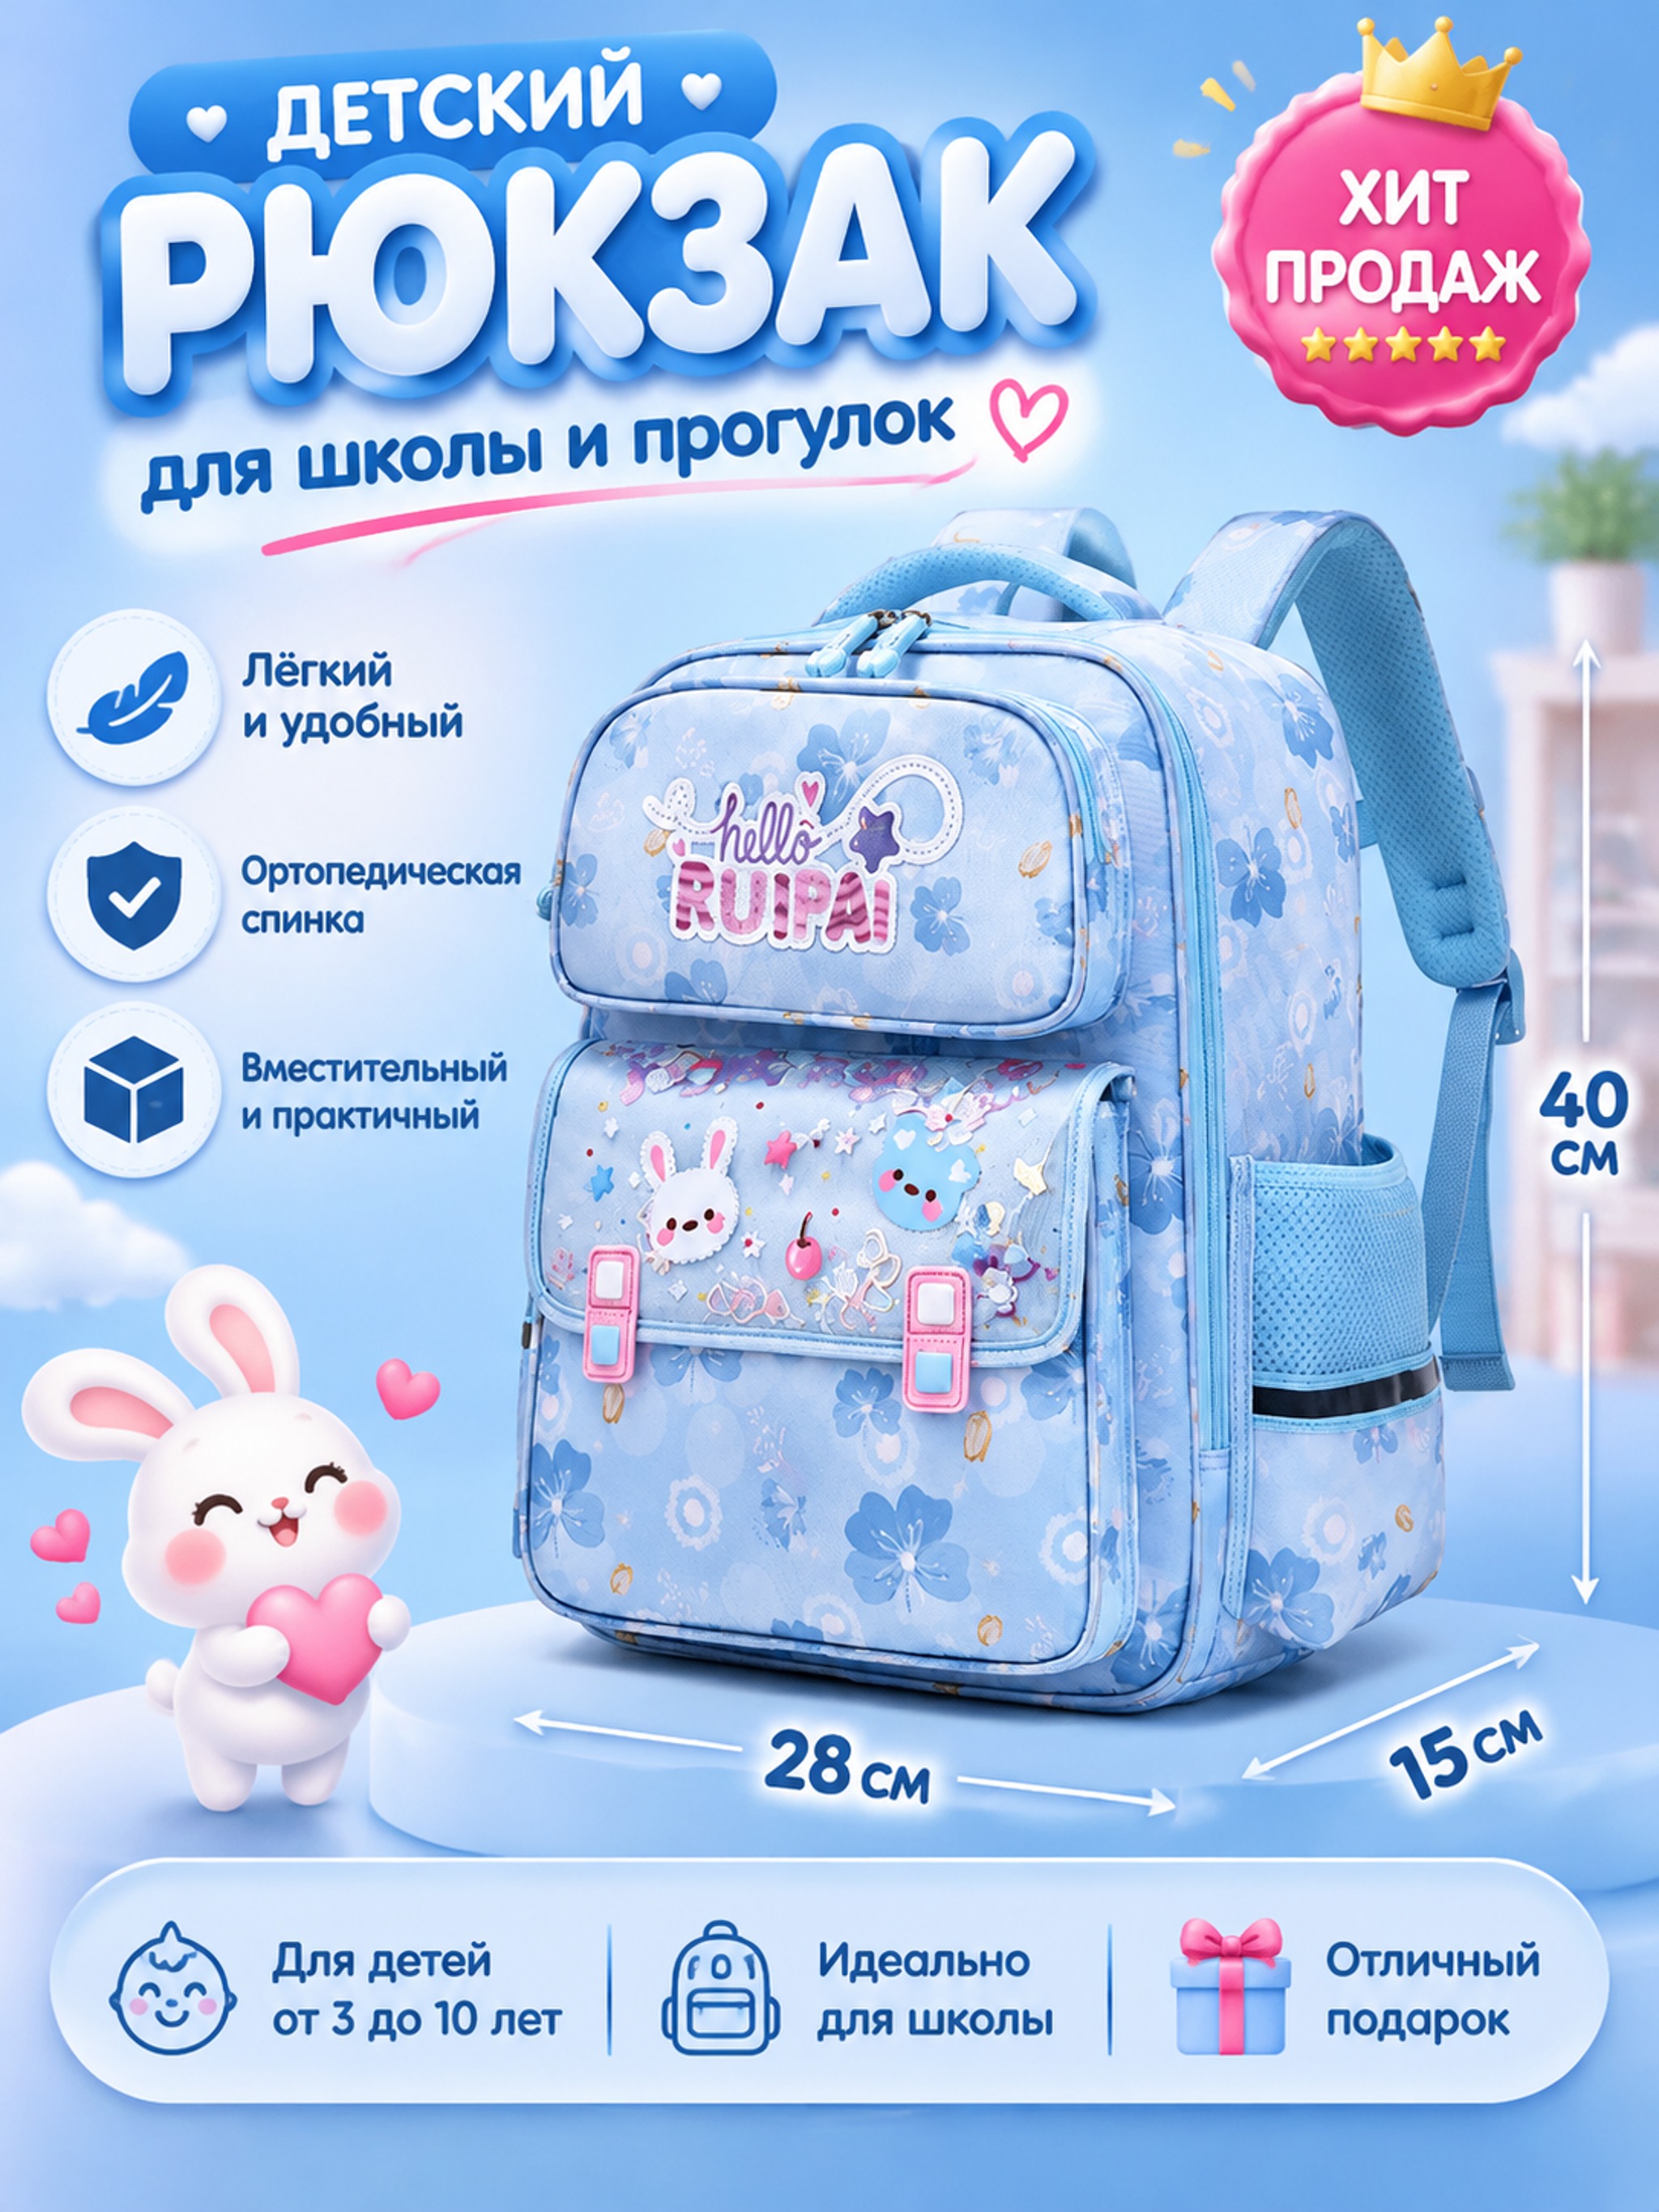 ДЕТСКИЙ
РЮКЗАК
для школы и прогулок
ХИТ
ПРОДАЖ
Лёгкий
и удобный
Ортопедическая
спинка
Вместительный
и практичный
hello
RUIPAI
40
см
28 см
15 см
Для детей
от 3 до 10 лет
Идеально
для школы
Отличный
подарок